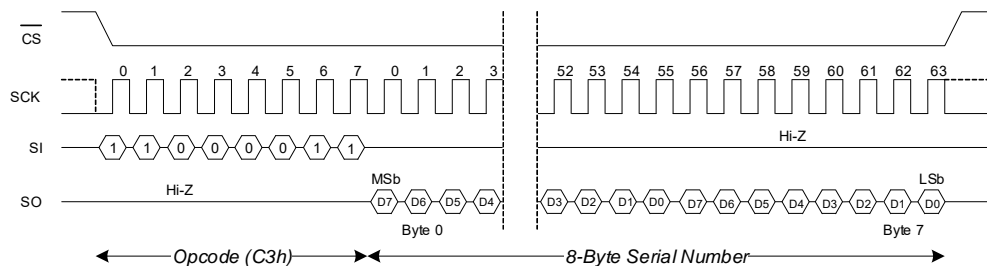 CS
0 1 2 3 4 5 6 7 0 1 2 3 52 53 54 55 56 57 58 59 60 61 62 63
SCK
SI 1 1 0 0 0 0 1 1 Hi-Z
Hi-Z MSb LSb
SO D7 D6 D5 D4 D3 D2 D1 D0 D7 D6 D5 D4 D3 D2 D1 D0
Byte 0 Byte 7
Opcode (C3h) 8-Byte Serial Number